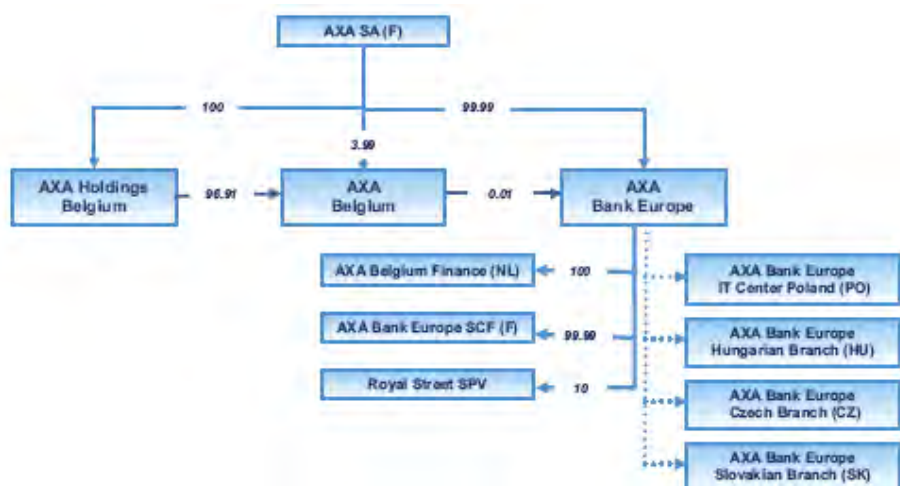 AXA SA (F)
100
99.99
3.99
AXA Holdings
Belgium
96.91
AXA
Belgium
0.01
AXA
Bank Europe
AXA Belgium Finance (NL)
100
AXA Bank Europe
IT Center Poland (PO)
AXA Bank Europe SCF (F)
99.99
AXA Bank Europe
Hungarian Branch (HU)
Royal Street SPV
10
AXA Bank Europe
Czech Branch (CZ)
AXA Bank Europe
Slovakian Branch (SK)